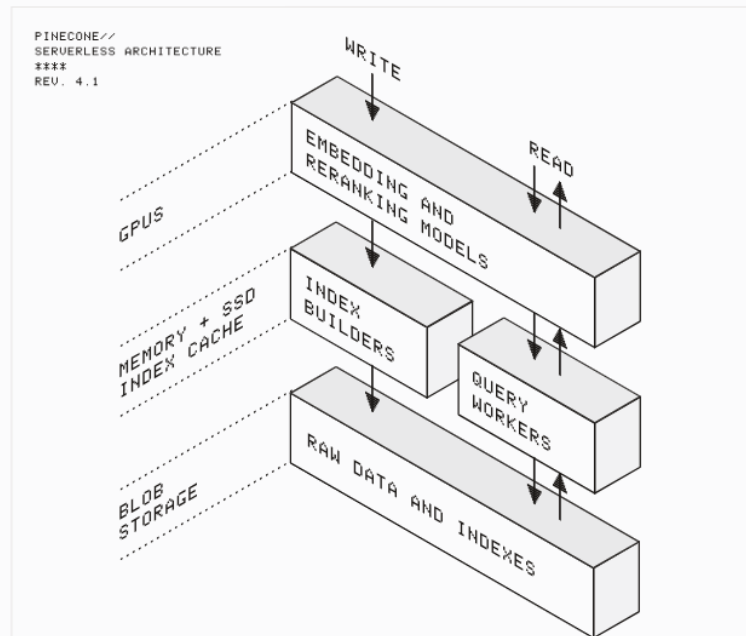 PINECONE//
SERVERLESS ARCHITECTURE
****
REV. 4.1
WRITE
READ
EMBEDDING AND
RERANKING MODELS
GPUS
INDEX
BUILDERS
MEMORY + SSD
INDEX CACHE
QUERY
WORKERS
RAW DATA AND INDEXES
BLOB
STORAGE